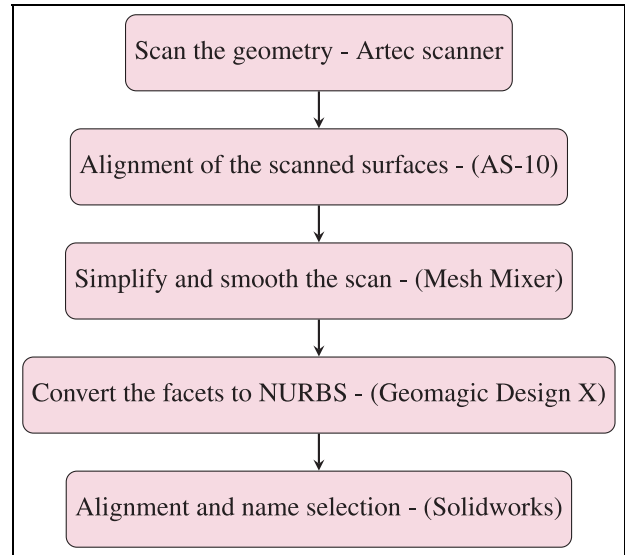 Scan the geometry - Artec scanner
Alignment of the scanned surfaces - (AS-10)
Simplify and smooth the scan - (Mesh Mixer)
Convert the facets to NURBS - (Geomagic Design X)
Alignment and name selection - (Solidworks)